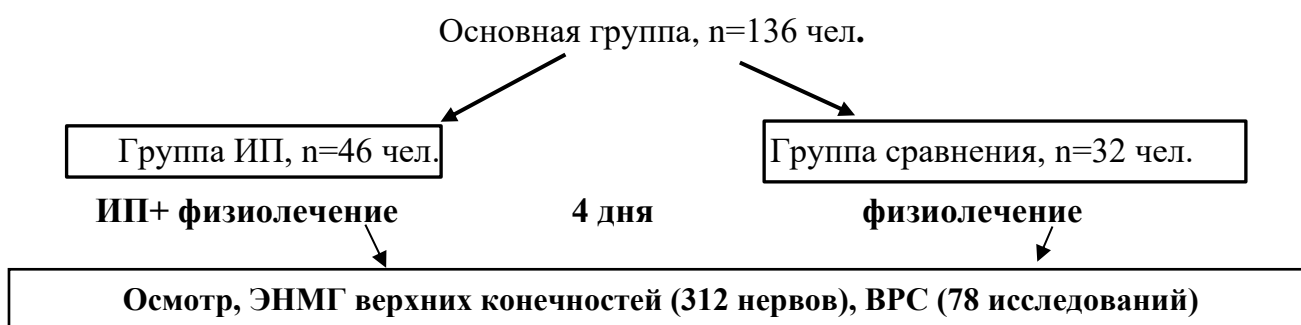 Основная группа, n=136 чел.
Группа ИП, n=46 чел.
Группа сравнения, n=32 чел.
ИП+ физиолечение 4 дня физиолечение
Осмотр, ЭНМГ верхних конечностей (312 нервов), ВРС (78 исследований)